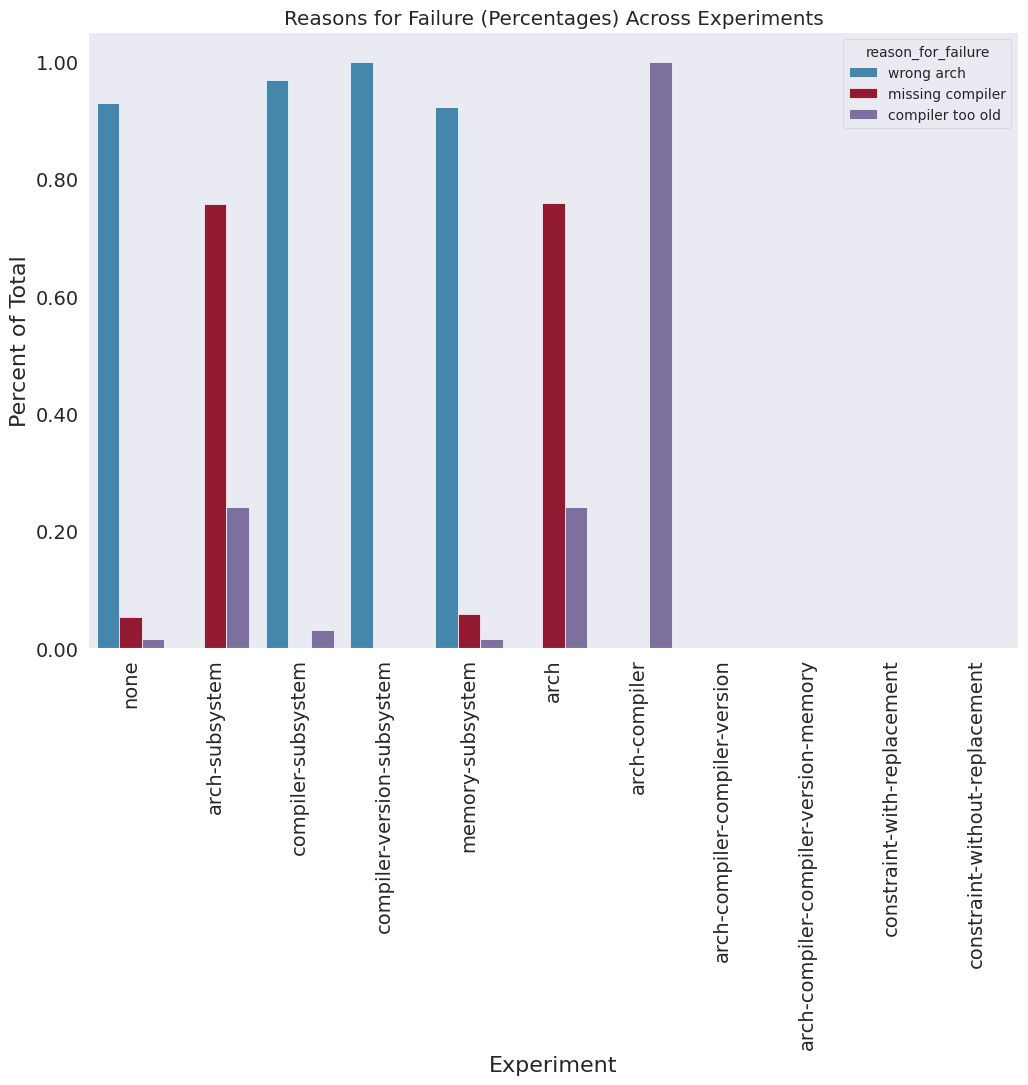 Reasons for Failure (Percentages) Across Experiments
reason_for_failure
wrong arch
missing compiler
compiler too old
Percent of Total
1.00
0.80
0.60
0.40
0.20
0.00
none
arch-subsystem
compiler-subsystem
compiler-version-subsystem
memory-subsystem
arch
arch-compiler
arch-compiler-compiler-version
arch-compiler-compiler-version-memory
constraint-with-replacement
constraint-without-replacement
Experiment